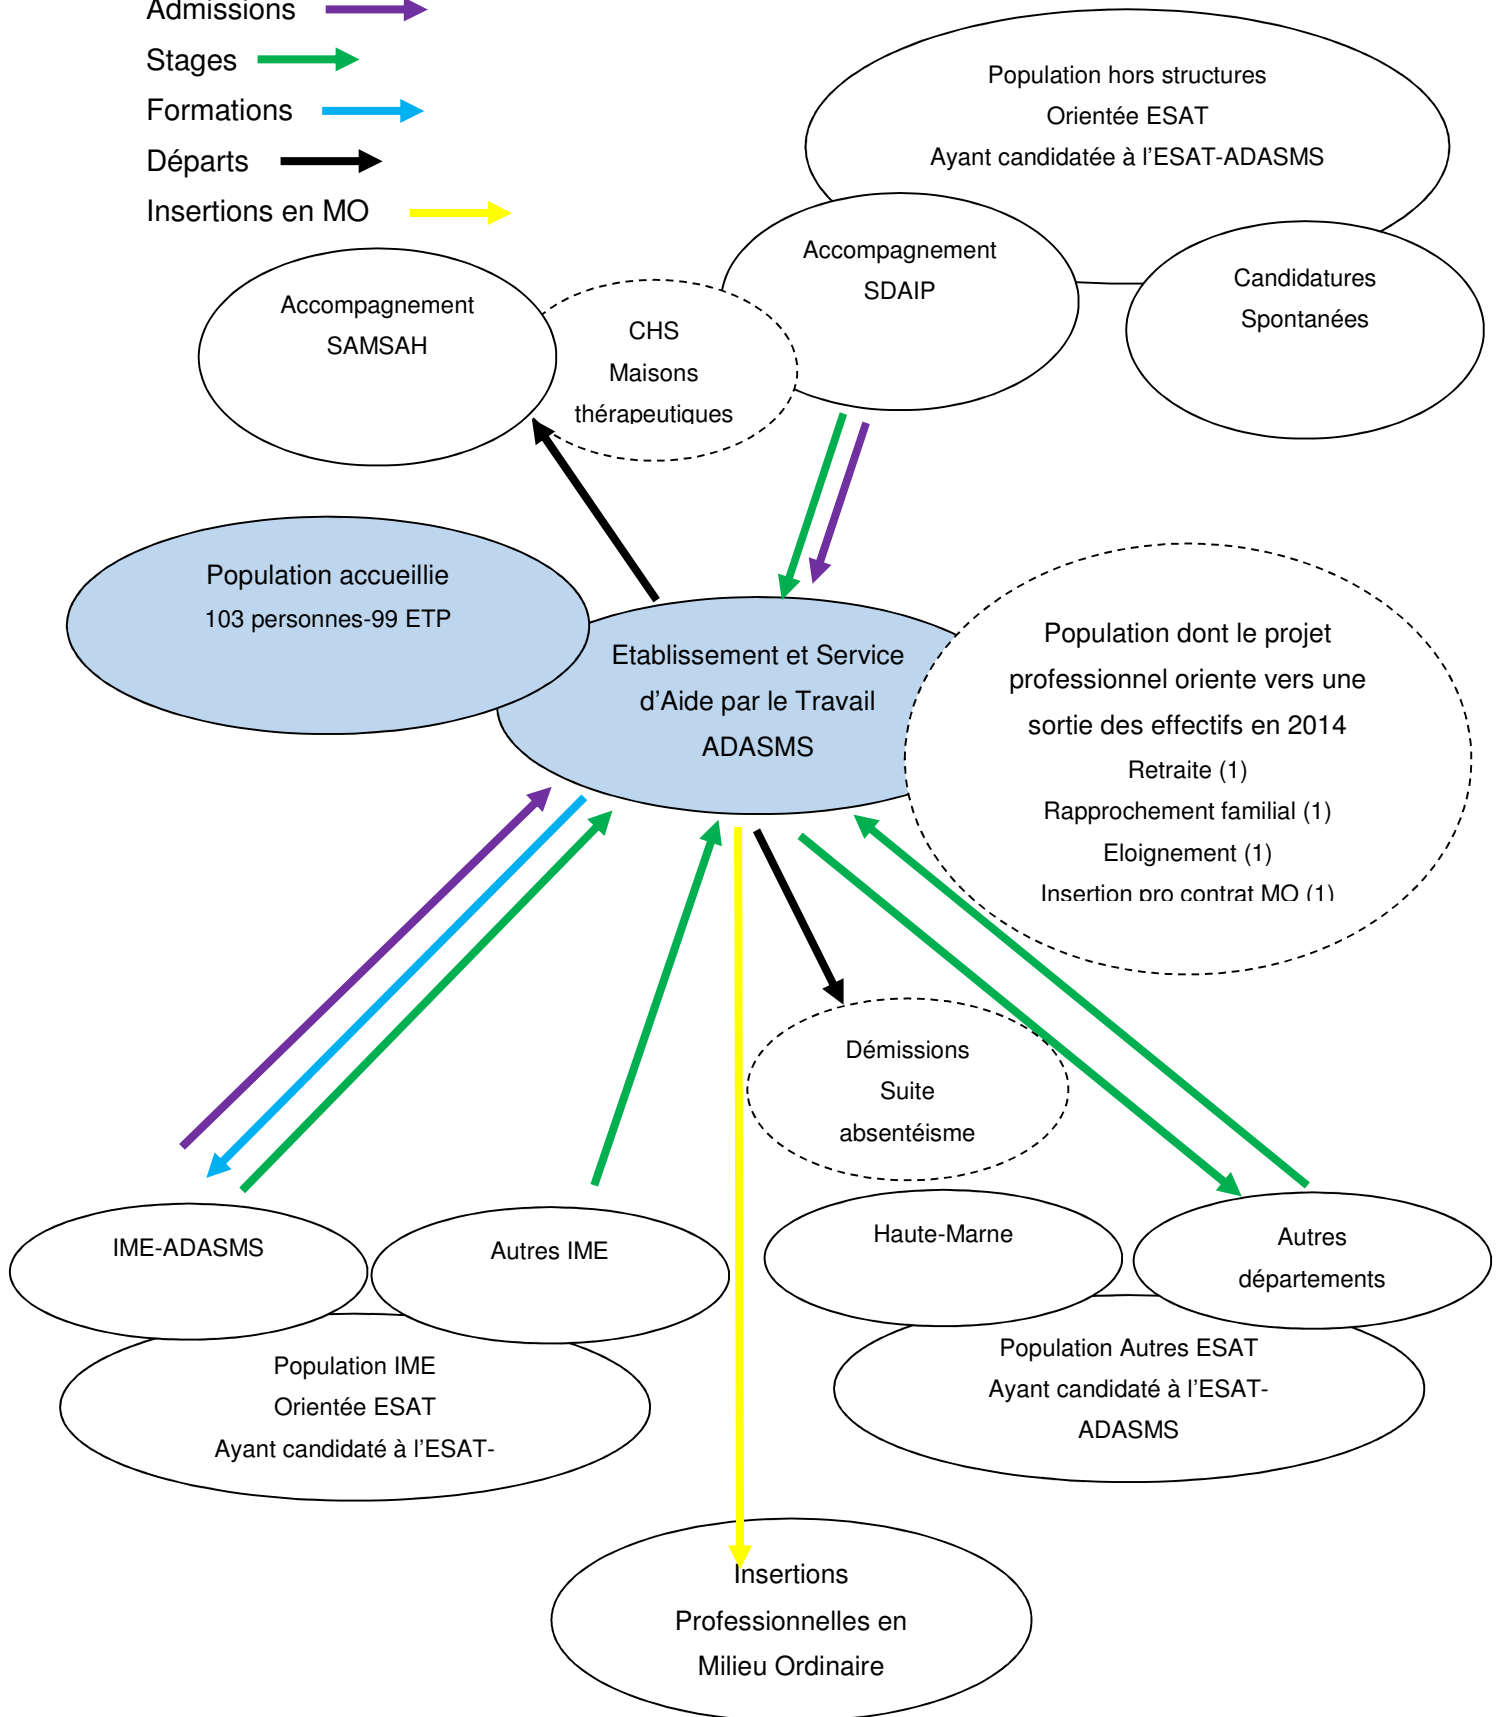 Admissions
Stages
Formations
Départs
Insertions en MO
Population hors structures
Orientée ESAT
Ayant candidatée à l'ESAT-ADASMS
Accompagnement
SDAIP
Candidatures
Spontanées
Accompagnement
SAMSAH
CHS
Maisons
thérapeutiques
Population accueillie
103 personnes-99 ETP
Etablissement et Service
d'Aide par le Travail
ADASMS
Population dont le projet
professionnel oriente vers une
sortie des effectifs en 2014
Retraite (1)
Rapprochement familial (1)
Eloignement (1)
Insertion pro contrat MO (1)
Démissions
Suite
absentéisme
IME-ADASMS
Autres IME
Haute-Marne
Autres
départements
Population IME
Orientée ESAT
Ayant candidaté à l'ESAT-
Population Autres ESAT
Ayant candidaté à l'ESAT-
ADASMS
Insertions
Professionnelles en
Milieu Ordinaire